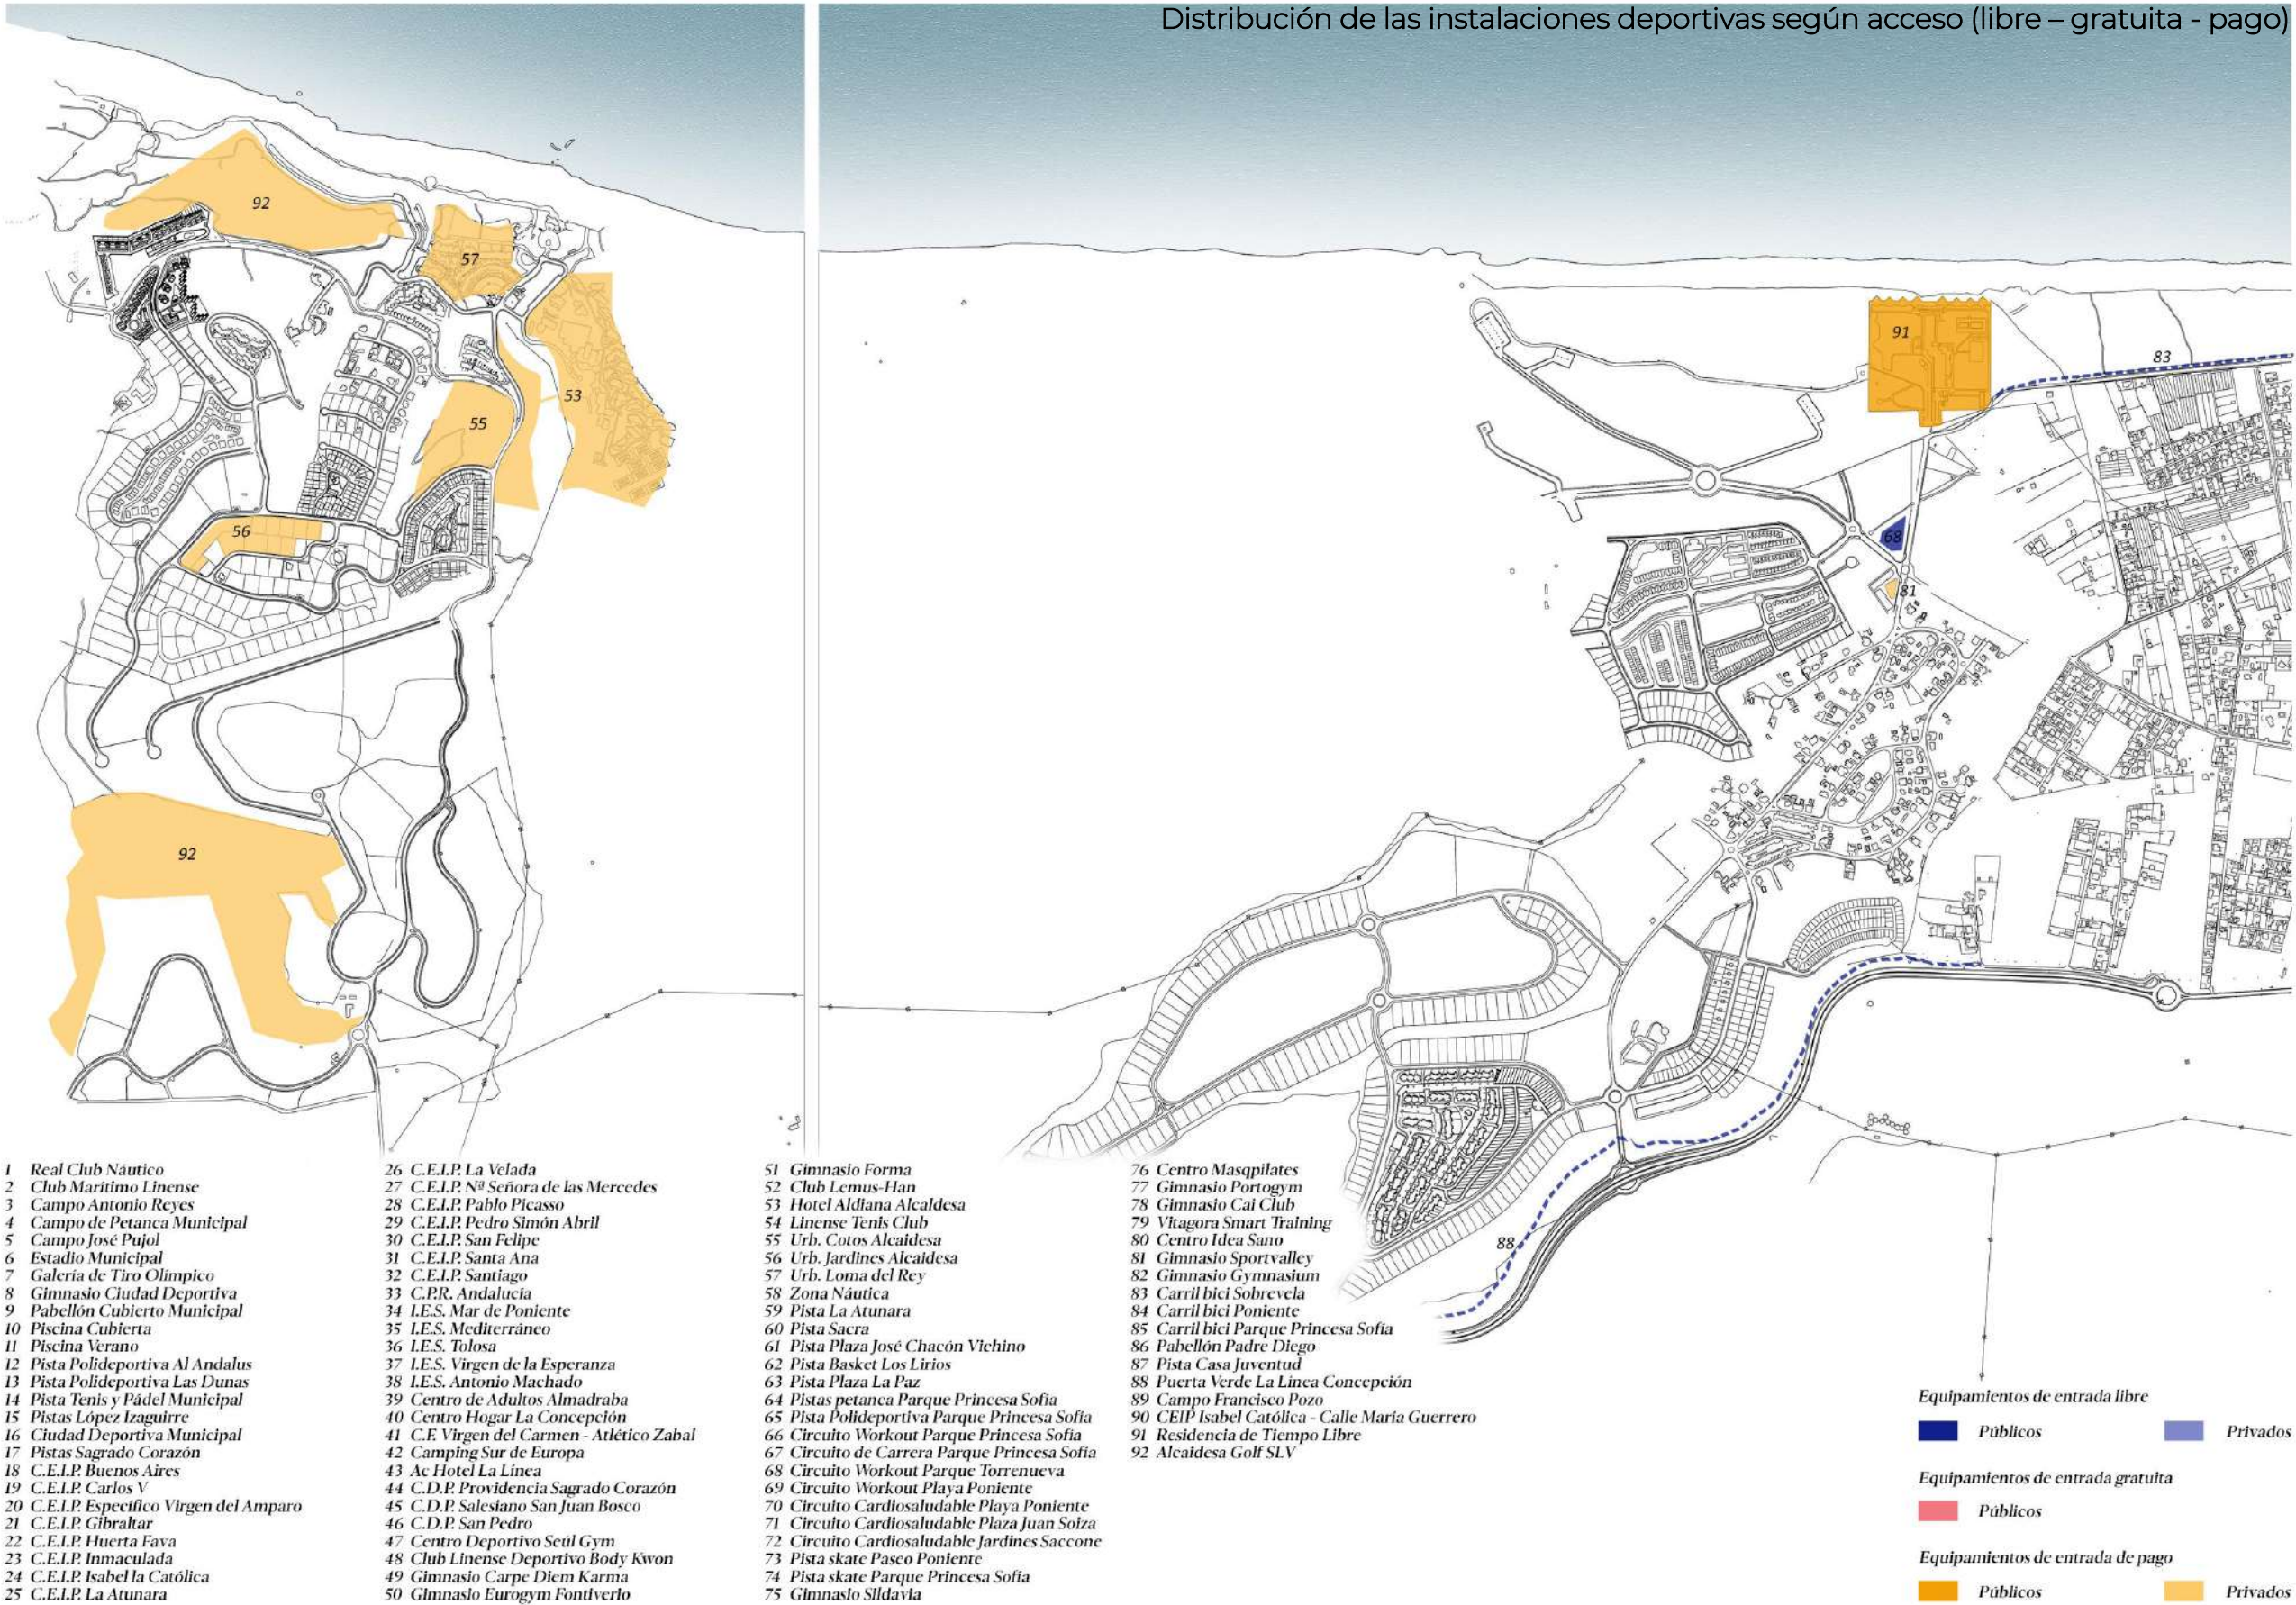 Distribución de las instalaciones deportivas según acceso (libre – gratuita - pago)
92
57
53
55
56
92
91
83
68
81
88
1 Real Club Náutico
2 Club Marítimo Linense
3 Campo Antonio Reyes
4 Campo de Petanca Municipal
5 Campo José Pujol
6 Estadio Municipal
7 Galería de Tiro Olímpico
8 Gimnasio Ciudad Deportiva
9 Pabellón Cubierto Municipal
10 Piscina Cubierta
11 Piscina Verano
12 Pista Polideportiva Al Andalus
13 Pista Polideportiva Las Dunas
14 Pista Tenis y Pádel Municipal
15 Pistas López Izaguirre
16 Ciudad Deportiva Municipal
17 Pistas Sagrado Corazón
18 C.E.I.P. Buenos Aires
19 C.E.I.P. Carlos V
20 C.E.I.P. Específico Virgen del Amparo
21 C.E.I.P. Gibraltar
22 C.E.I.P. Huerta Fava
23 C.E.I.P. Inmaculada
24 C.E.I.P. Isabel la Católica
25 C.E.I.P. La Atunara
26 C.E.I.P. La Velada
27 C.E.I.P. Nª Señora de las Mercedes
28 C.E.I.P. Pablo Picasso
29 C.E.I.P. Pedro Simón Abril
30 C.E.I.P. San Felipe
31 C.E.I.P. Santa Ana
32 C.E.I.P. Santiago
33 C.P.R. Andalucía
34 I.E.S. Mar de Poniente
35 I.E.S. Mediterráneo
36 I.E.S. Tolosa
37 I.E.S. Virgen de la Esperanza
38 I.E.S. Antonio Machado
39 Centro de Adultos Almadraba
40 Centro Hogar La Concepción
41 C.F. Virgen del Carmen - Atlético Zabal
42 Camping Sur de Europa
43 Ac Hotel La Línea
44 C.D.P. Providencia Sagrado Corazón
45 C.D.P. Salesiano San Juan Bosco
46 C.D.P. San Pedro
47 Centro Deportivo Seúl Gym
48 Club Linense Deportivo Body Kwon
49 Gimnasio Carpe Diem Karma
50 Gimnasio Eurogym Fontiverio
51 Gimnasio Forma
52 Club Lemus-Han
53 Hotel Aldiana Alcaldesa
54 Linense Tenis Club
55 Urb. Cotos Alcaidesa
56 Urb. Jardines Alcaidesa
57 Urb. Loma del Rey
58 Zona Náutica
59 Pista La Atunara
60 Pista Sacra
61 Pista Plaza José Chacón Vichino
62 Pista Basket Los Lirios
63 Pista Plaza La Paz
64 Pistas petanca Parque Princesa Sofía
65 Pista Polideportiva Parque Princesa Sofía
66 Circuito Workout Parque Princesa Sofía
67 Circuito de Carrera Parque Princesa Sofía
68 Circuito Workout Parque Torrenueva
69 Circuito Workout Playa Poniente
70 Circuito Cardiosaludable Playa Poniente
71 Circuito Cardiosaludable Plaza Juan Soiza
72 Circuito Cardiosaludable Jardines Saccone
73 Pista skate Paseo Poniente
74 Pista skate Parque Princesa Sofía
75 Gimnasio Sildavia
76 Centro Masqpilates
77 Gimnasio Portogym
78 Gimnasio Cai Club
79 Vitagora Smart Training
80 Centro Idea Sano
81 Gimnasio Sportvalley
82 Gimnasio Gymnasium
83 Carril bici Sobrevela
84 Carril bici Poniente
85 Carril bici Parque Princesa Sofía
86 Pabellón Padre Diego
87 Pista Casa Juventud
88 Puerta Verde La Línea Concepción
89 Campo Francisco Pozo
90 CEIP Isabel Católica - Calle María Guerrero
91 Residencia de Tiempo Libre
92 Alcaidesa Golf SLV
Equipamientos de entrada libre
Públicos Privados
Equipamientos de entrada gratuita
Públicos
Equipamientos de entrada de pago
Públicos Privados